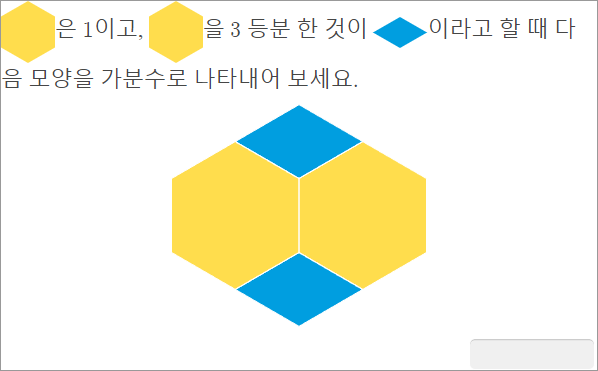 은 1이고, 을 3 등분 한 것이 이라고 할 때 다
음 모양을 가분수로 나타내어 보세요.